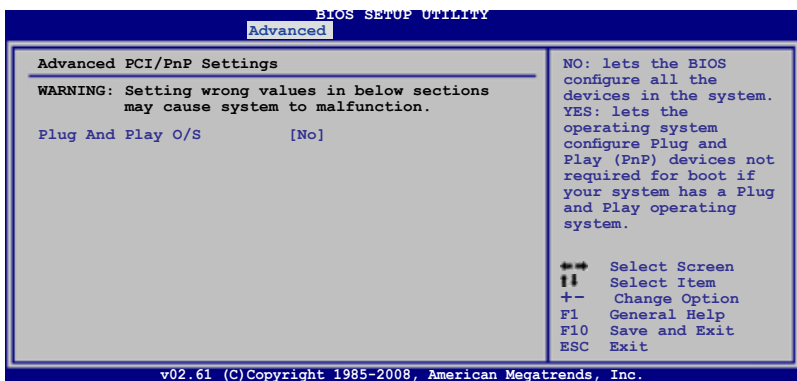 BIOS SETUP UTILITY
Advanced
Advanced PCI/PnP Settings
WARNING: Setting wrong values in below sections
may cause system to malfunction.
Plug And Play O/S [No]
NO: lets the BIOS
configure all the
devices in the system.
YES: lets the
operating system
configure Plug and
Play (PnP) devices not
required for boot if
your system has a Plug
and Play operating
system.
Select Screen
Select Item
+- Change Option
F1 General Help
F10 Save and Exit
ESC Exit
v02.61 (C)Copyright 1985-2008, American Megatrends, Inc.